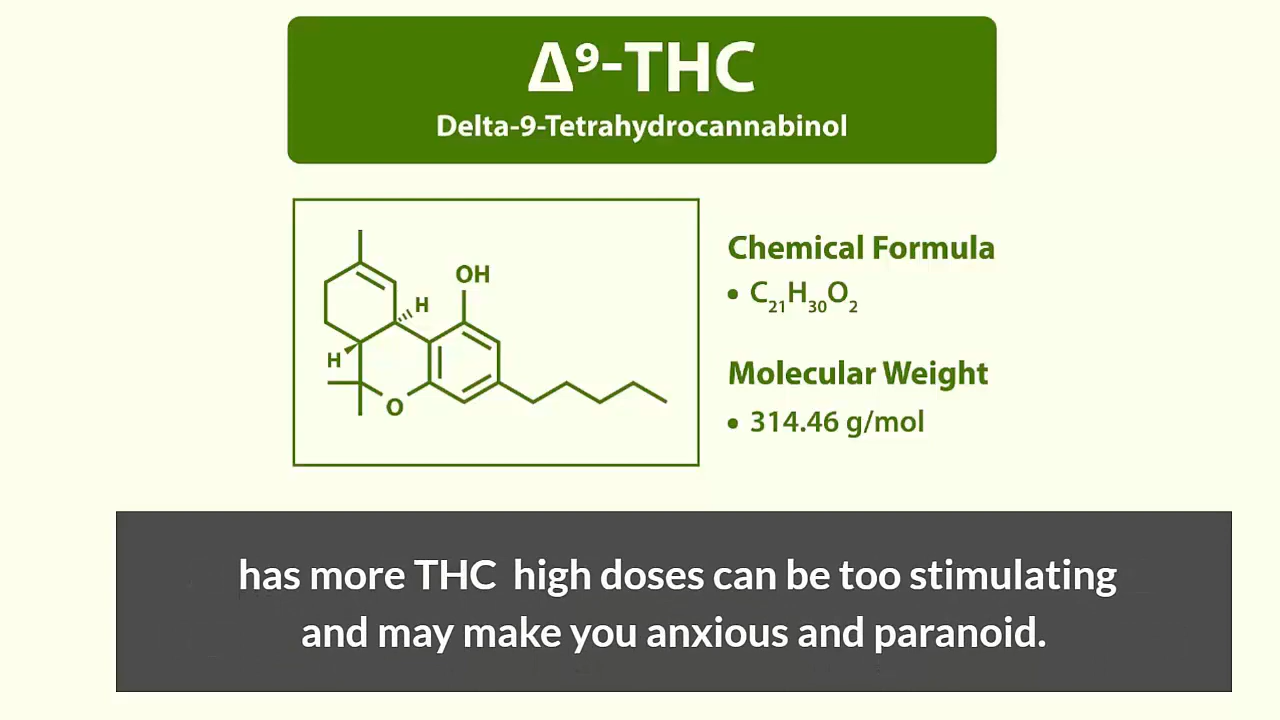 Δ⁹-THC
Delta-9-Tetrahydrocannabinol
OH
H
H
O
Chemical Formula
• C₂₁H₃₀O₂
Molecular Weight
• 314.46 g/mol
has more THC  high doses can be too stimulating
and may make you anxious and paranoid.